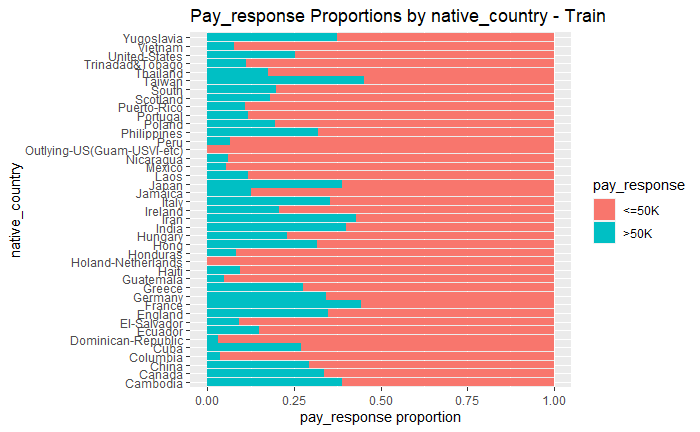 Pay_response Proportions by native_country - Train
native_country
Yugoslavia
Vietnam
United-States
Trinadad&Tobago
Thailand
Taiwan
South
Scotland
Puerto-Rico
Portugal
Poland
Philippines
Peru
Outlying-US(Guam-USVI-etc)
Nicaragua
Mexico
Laos
Japan
Jamaica
Italy
Ireland
Iran
India
Hungary
Hong
Honduras
Holand-Netherlands
Haiti
Guatemala
Greece
Germany
France
England
El-Salvador
Ecuador
Dominican-Republic
Cuba
Columbia
China
Canada
Cambodia
0.00 0.25 0.50 0.75 1.00
pay_response proportion
pay_response
<=50K
>50K